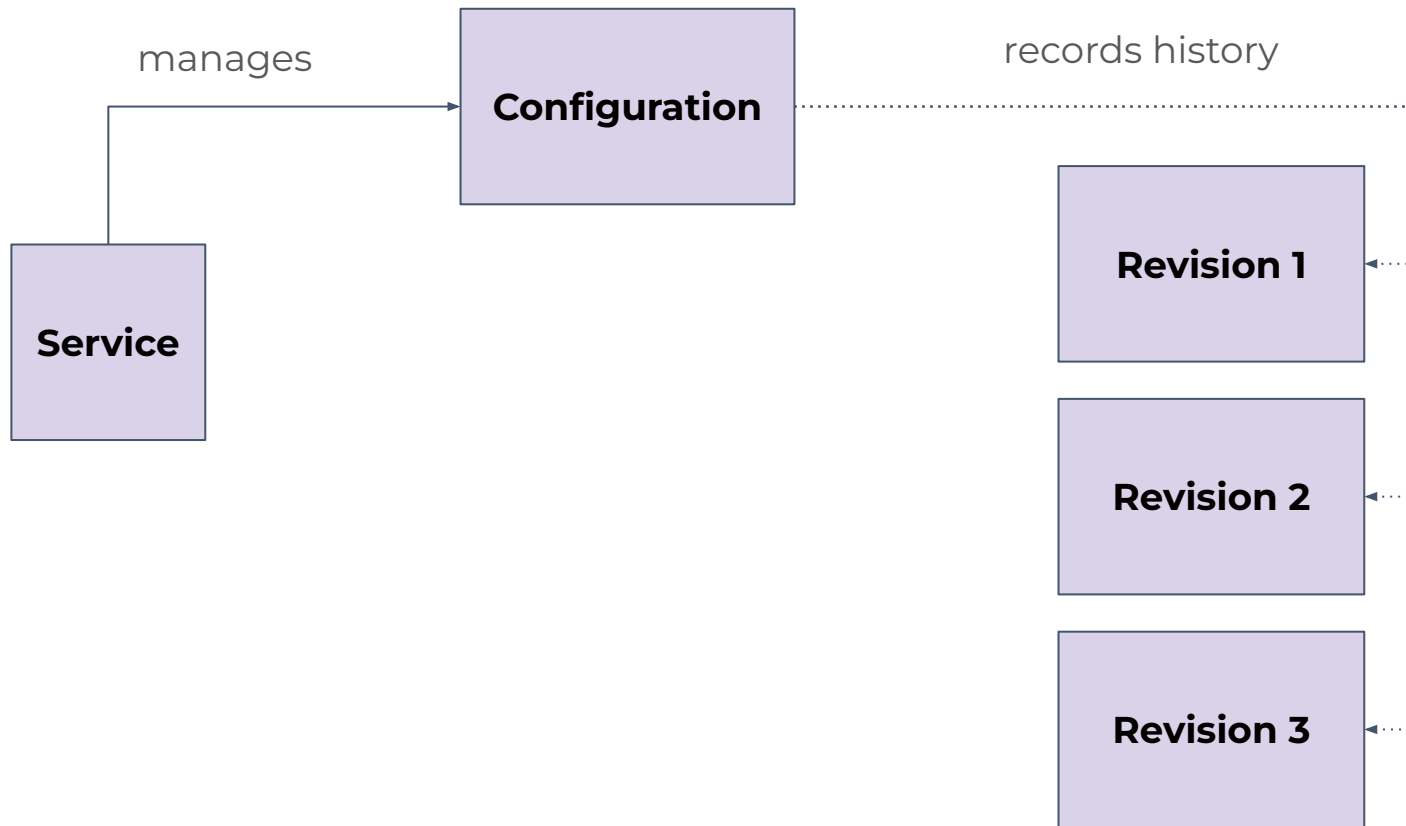 manages
records history
Configuration
Revision 1
Service
Revision 2
Revision 3